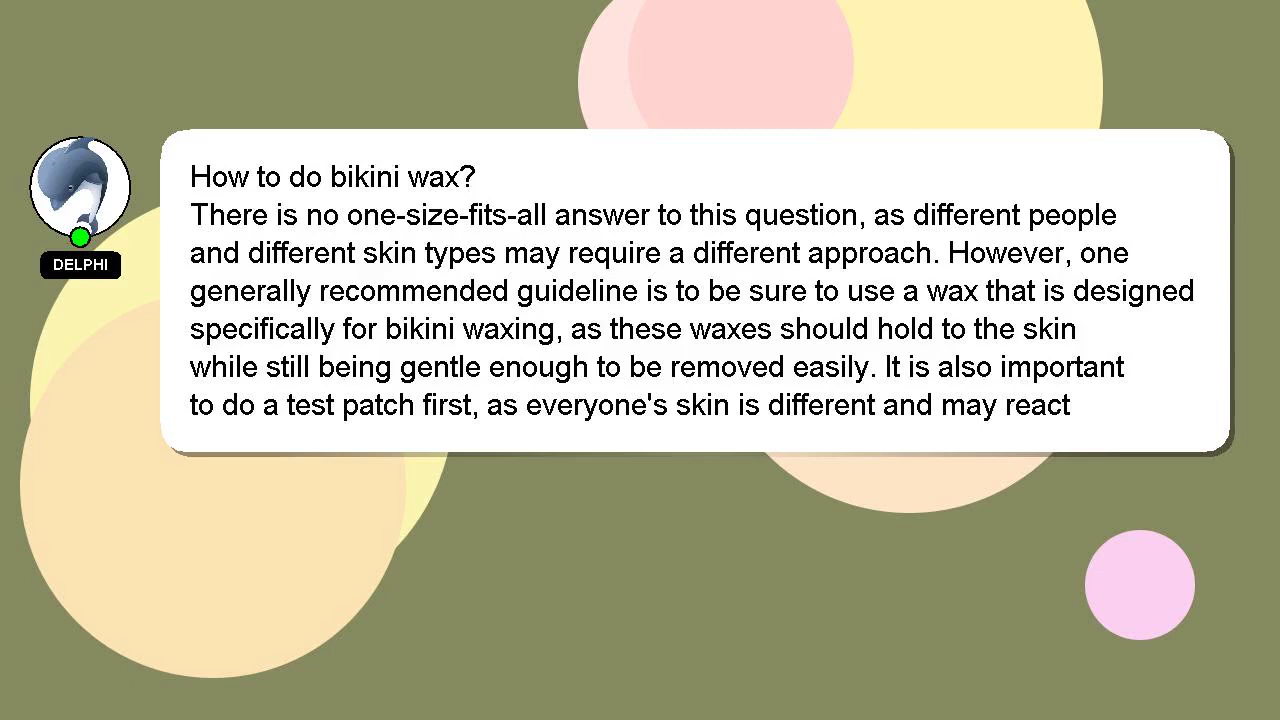 How to do bikini wax?
There is no one-size-fits-all answer to this question, as different people
and different skin types may require a different approach. However, one
generally recommended guideline is to be sure to use a wax that is designed
specifically for bikini waxing, as these waxes should hold to the skin
while still being gentle enough to be removed easily. It is also important
to do a test patch first, as everyone's skin is different and may react
DELPHI